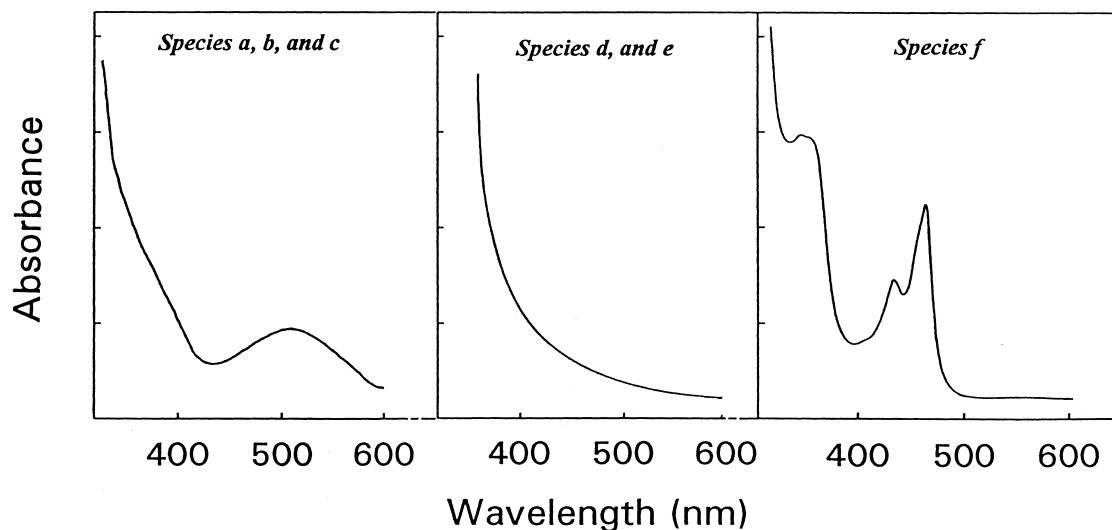 Species a, b, and c
Species d, and e
Species f
Absorbance
400 500 600 400 500 600 400 500 600
Wavelength (nm)